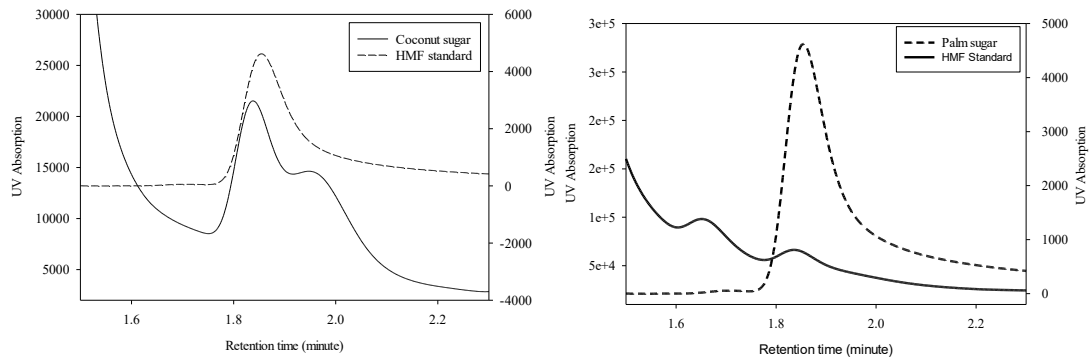 30000
25000
20000
15000
10000
5000
UV Absorption
6000
4000
2000
0
-2000
-4000
UV Absorption
Coconut sugar
HMF standard
1.6
1.8
2.0
2.2
Retention time (minute)
3e+5
3e+5
2e+5
2e+5
1e+5
5e+4
UV Absorption
5000
4000
3000
2000
1000
0
UV Absorption
Palm sugar
HMF Standard
1.6
1.8
2.0
2.2
Retention time (minute)